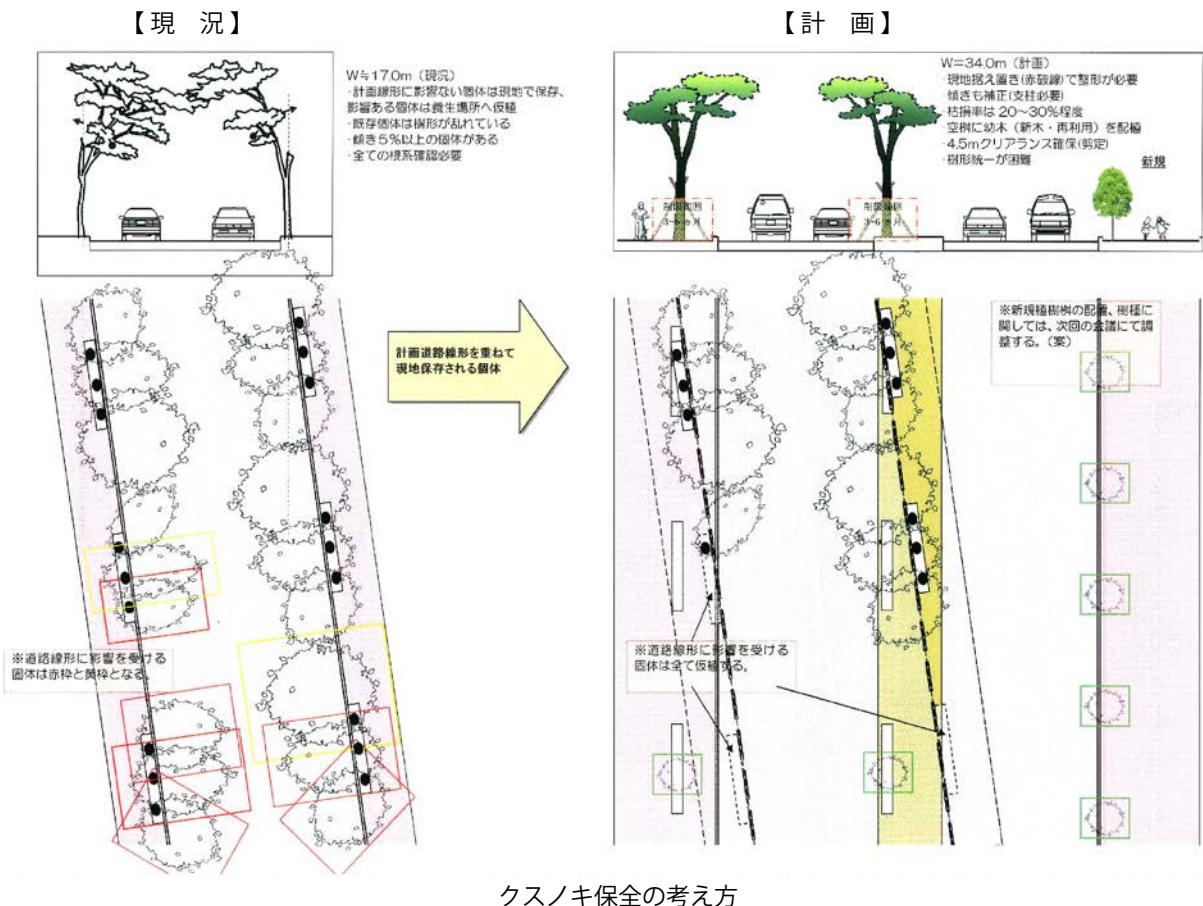 【現　況】
W≒17.0m（現況）
・計画線形に影響ない個体は現地で保存、
影響ある個体は養生場所へ仮植
・既存個体は樹形が乱れている
・傾き5％以上の個体がある
・全ての根系確認必要
※道路線形に影響を受ける
固体は赤枠と黄枠となる。
計画道路線形を重ねて
現地保存される個体
【計　画】
W＝34.0m（計画）
・現地据え置き(赤破線)で整形が必要
・傾きも補正(支柱必要)
・枯損率は20～30％程度
・空桝に幼木（新木・再利用）を配植
・4.5mクリアランス確保(剪定)
・樹形統一が困難
新規
3~6ヵ月
3~6ヵ月
※新規植樹桝の配置、樹種に
関しては、次回の会議にて調
整する。（案）
※道路線形に影響を受ける
固体は全て仮植する。
クスノキ保全の考え方